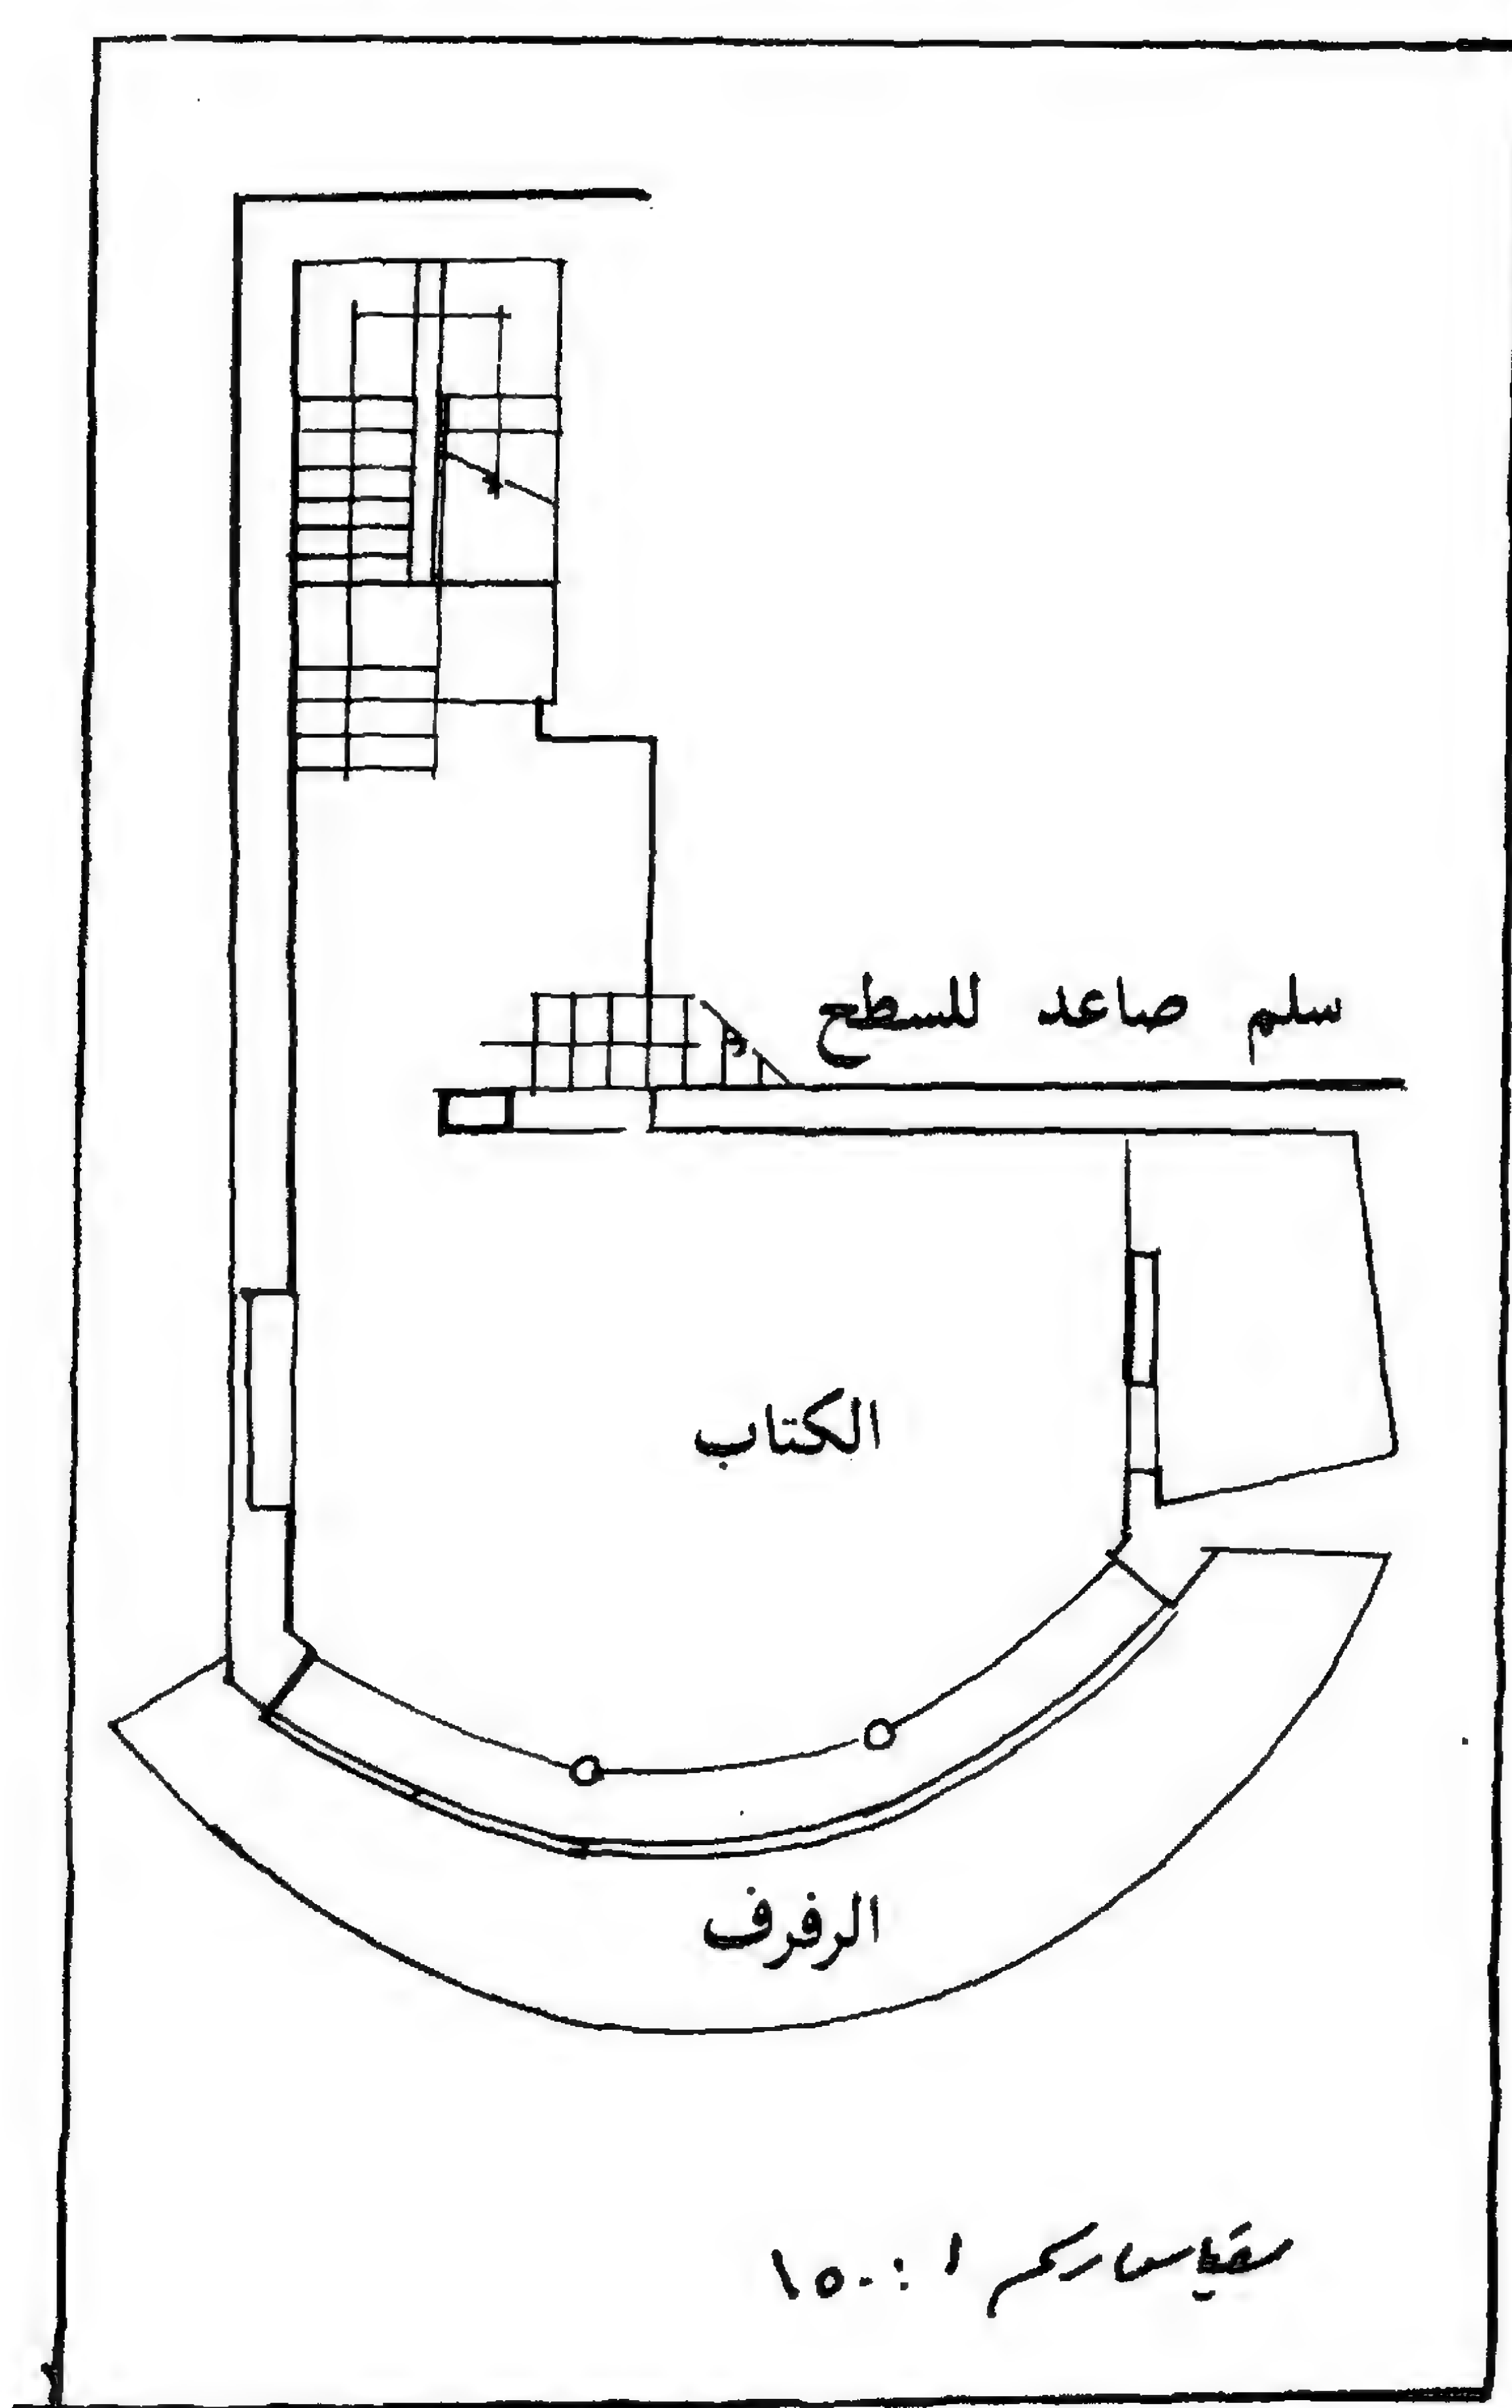 سلم صاعد للسطح
الكتاب
الرفرف
مقياس رسم ١ : ١٥٠